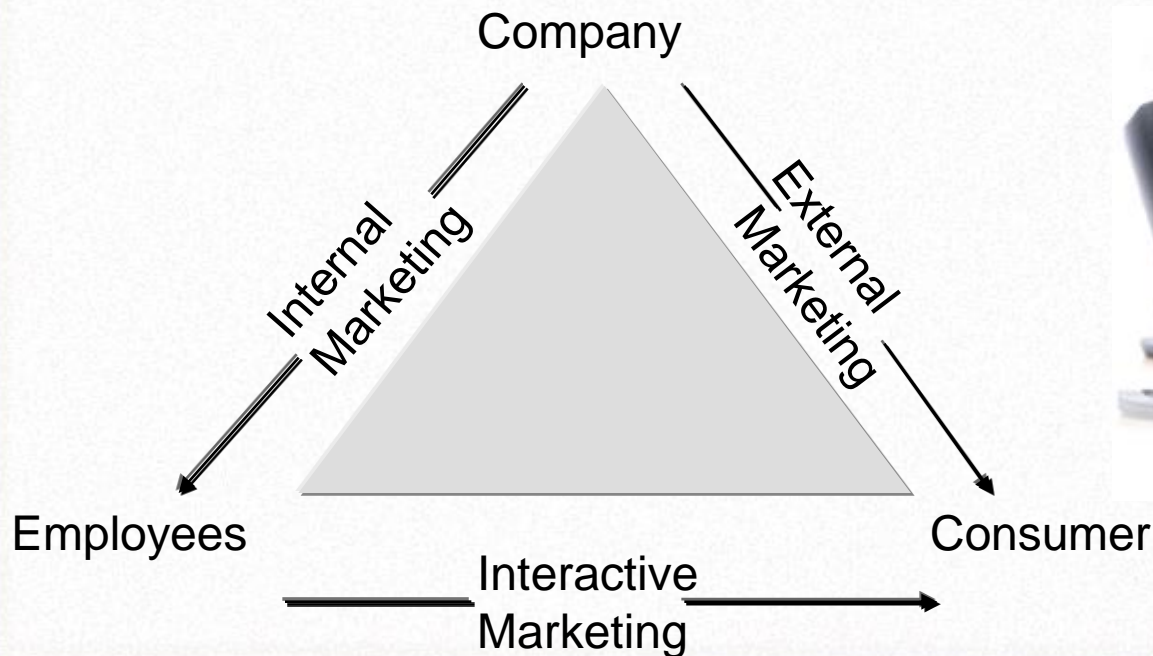 Company
Internal
Marketing
External
Marketing
Employees
Consumer
Interactive
Marketing